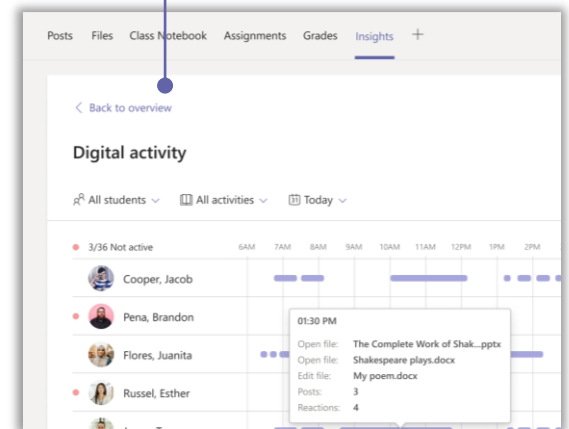 Posts Files Class Notebook Assignments Grades Insights +
< Back to overview
Digital activity
All students All activities 31 Today
3/36 Not active 6AM 7AM 8AM 9AM 10AM 11AM 12PM 1PM 2PM
Cooper, Jacob
Pena, Brandon
01:30 PM
Open file: The Complete Work of Shak...pptx
Flores, Juanita
Open file: Shakespeare plays.docx
Edit file: My poem.docx
Russel, Esther
Posts: 3
Reactions: 4